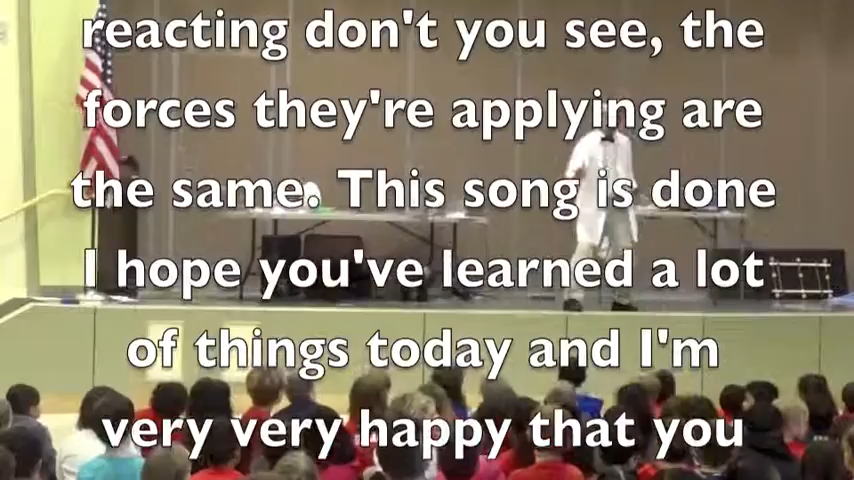 reacting don't you see, the
forces they're applying are
the same. This song is done
I hope you've learned a lot
of things today and I'm
very very happy that you